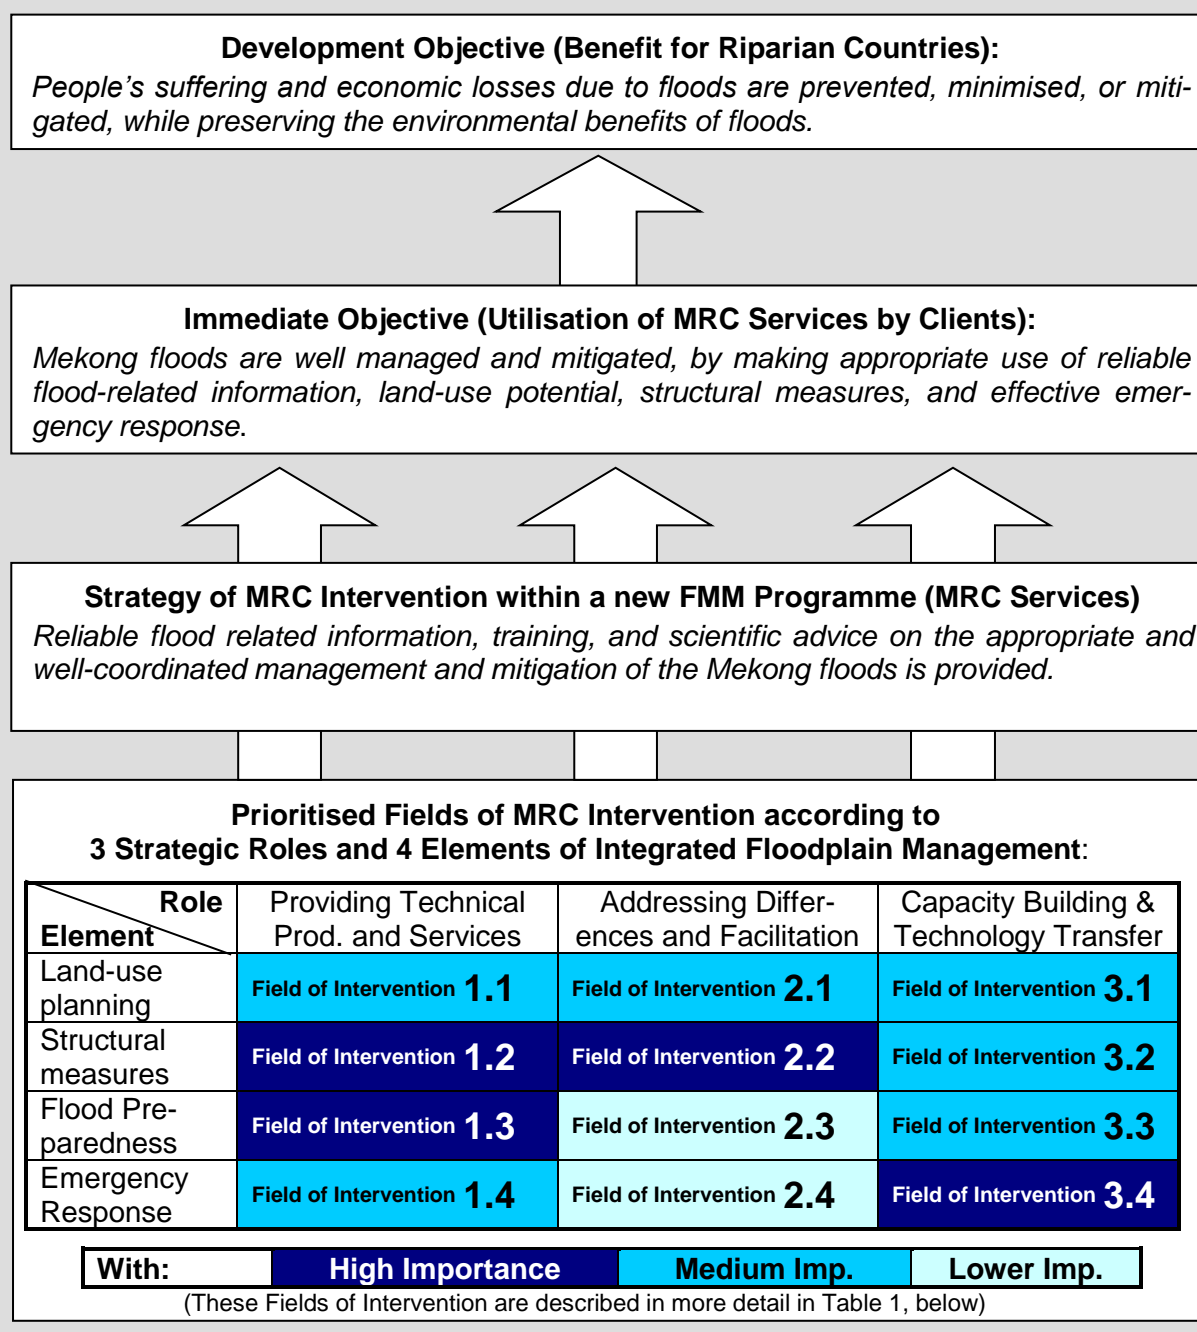 Development Objective (Benefit for Riparian Countries):
People's suffering and economic losses due to floods are prevented, minimised, or miti-
gated, while preserving the environmental benefits of floods.
Immediate Objective (Utilisation of MRC Services by Clients):
Mekong floods are well managed and mitigated, by making appropriate use of reliable
flood-related information, land-use potential, structural measures, and effective emer-
gency response.
Strategy of MRC Intervention within a new FMM Programme (MRC Services)
Reliable flood related information, training, and scientific advice on the appropriate and
well-coordinated management and mitigation of the Mekong floods is provided.
Prioritised Fields of MRC Intervention according to
3 Strategic Roles and 4 Elements of Integrated Floodplain Management:
Role
Element
Providing Technical
Prod. and Services
Addressing Differ-
ences and Facilitation
Capacity Building &
Technology Transfer
Land-use
planning
Field of Intervention 1.1
Field of Intervention 2.1
Field of Intervention 3.1
Structural
measures
Field of Intervention 1.2
Field of Intervention 2.2
Field of Intervention 3.2
Flood Pre-
paredness
Field of Intervention 1.3
Field of Intervention 2.3
Field of Intervention 3.3
Emergency
Response
Field of Intervention 1.4
Field of Intervention 2.4
Field of Intervention 3.4
With:
High Importance
Medium Imp.
Lower Imp.
(These Fields of Intervention are described in more detail in Table 1, below)